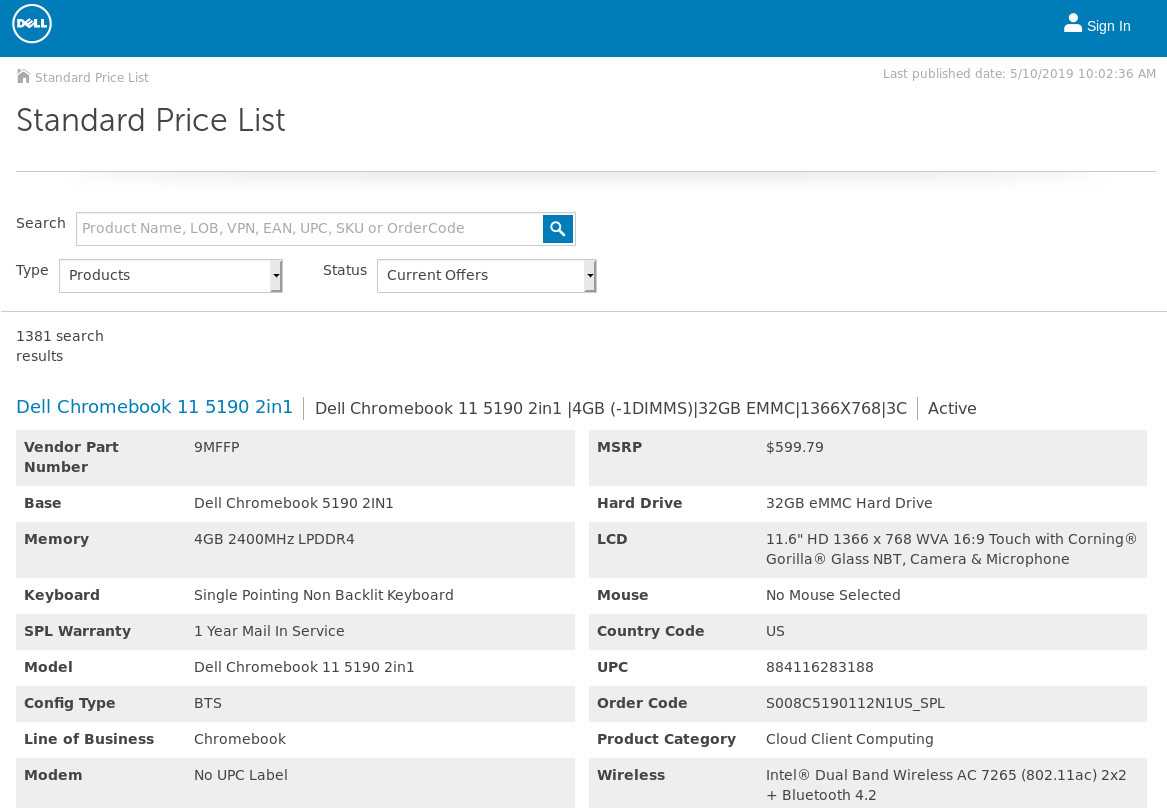 DELL
Sign In
Standard Price List
Last published date: 5/10/2019 10:02:36 AM
Standard Price List
Search
Product Name, LOB, VPN, EAN, UPC, SKU or OrderCode
Type
Products
Status
Current Offers
1381 search
results
Dell Chromebook 11 5190 2in1
Dell Chromebook 11 5190 2in1 |4GB (-1DIMMS)|32GB EMMC|1366X768|3C
Active
Vendor Part
Number
9MFFP
MSRP
$599.79
Base
Dell Chromebook 5190 2IN1
Hard Drive
32GB eMMC Hard Drive
Memory
4GB 2400MHz LPDDR4
LCD
11.6" HD 1366 x 768 WVA 16:9 Touch with Corning®
Gorilla® Glass NBT, Camera & Microphone
Keyboard
Single Pointing Non Backlit Keyboard
Mouse
No Mouse Selected
SPL Warranty
1 Year Mail In Service
Country Code
US
Model
Dell Chromebook 11 5190 2in1
UPC
884116283188
Config Type
BTS
Order Code
S008C5190112N1US_SPL
Line of Business
Chromebook
Product Category
Cloud Client Computing
Modem
No UPC Label
Wireless
Intel® Dual Band Wireless AC 7265 (802.11ac) 2x2
+ Bluetooth 4.2